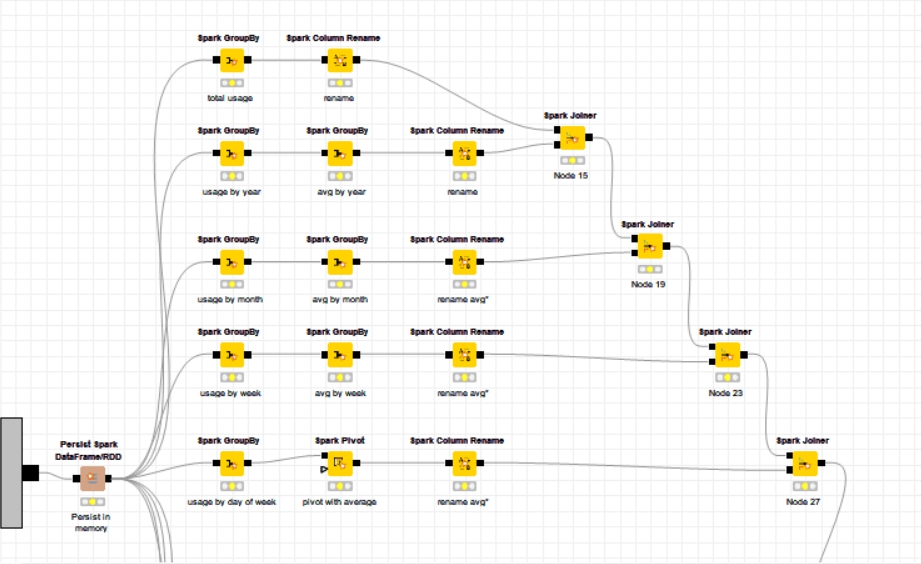 Spark GroupBy
Spark Column Rename
total usage
rename
Spark Joiner
Node 15
Spark GroupBy
Spark GroupBy
Spark Column Rename
usage by year
avg by year
rename
Spark Joiner
Node 19
Spark GroupBy
Spark GroupBy
Spark Column Rename
usage by month
avg by month
rename avg*
Spark Joiner
Node 23
Spark GroupBy
Spark GroupBy
Spark Column Rename
usage by week
avg by week
rename avg*
Spark Joiner
Node 27
Persist Spark
DataFrame/RDD
Persist in
memory
Spark GroupBy
Spark Pivot
Spark Column Rename
usage by day of week
pivot with average
rename avg*